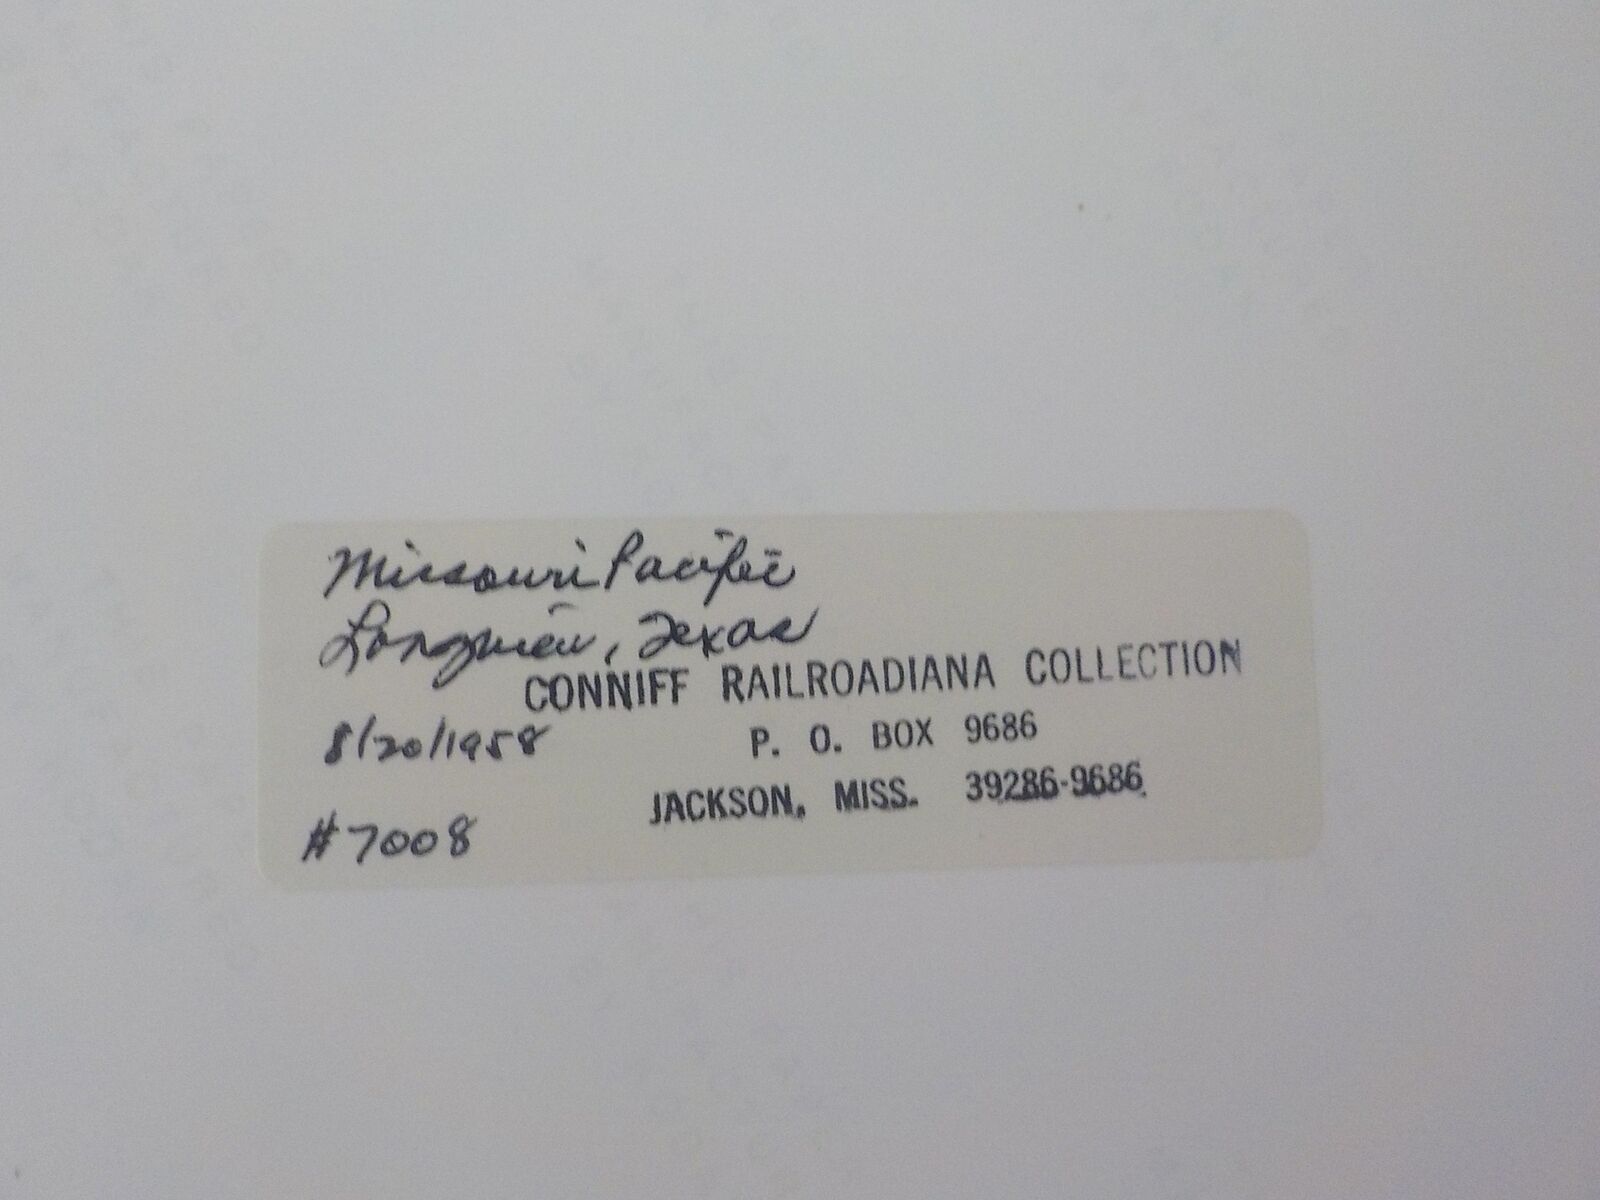 Missouri Pacific
Longview, Texas
CONNIFF RAILROADIANA COLLECTION
8/20/1958
P. O. BOX 9686
JACKSON, MISS. 39286-9686
#7008